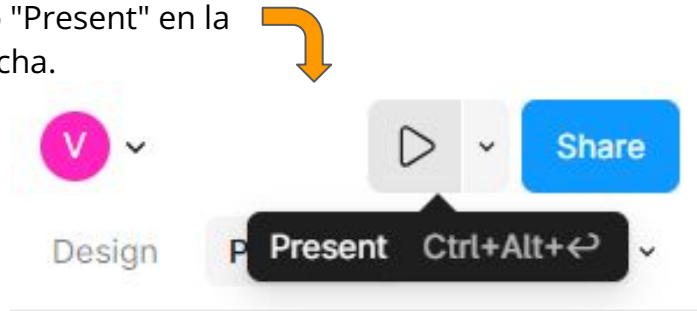 "Present" en la
cha.
V
Share
Design
P
Present Ctrl+Alt+↵